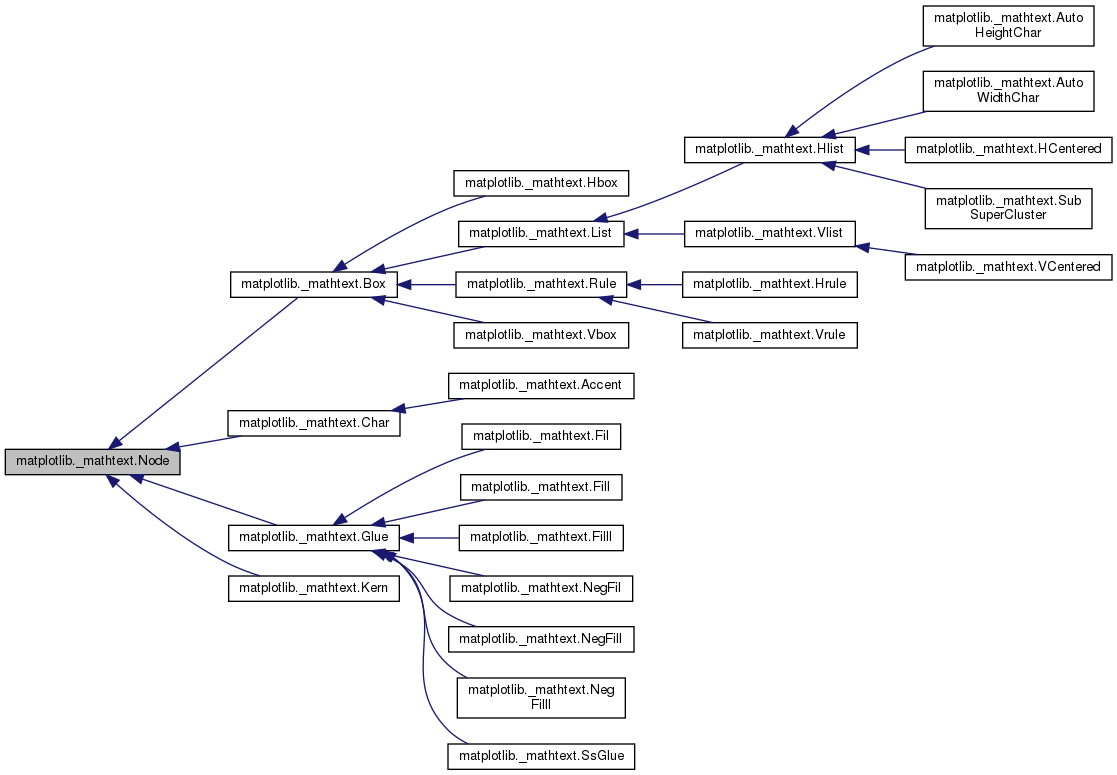 matplotlib._mathtext.Auto
HeightChar
matplotlib._mathtext.Auto
WidthChar
matplotlib._mathtext.Hlist
matplotlib._mathtext.HCentered
matplotlib._mathtext.Hbox
matplotlib._mathtext.Sub
SuperCluster
matplotlib._mathtext.List
matplotlib._mathtext.Vlist
matplotlib._mathtext.VCentered
matplotlib._mathtext.Box
matplotlib._mathtext.Rule
matplotlib._mathtext.Hrule
matplotlib._mathtext.Vbox
matplotlib._mathtext.Vrule
matplotlib._mathtext.Accent
matplotlib._mathtext.Char
matplotlib._mathtext.Fil
matplotlib._mathtext.Node
matplotlib._mathtext.Fill
matplotlib._mathtext.Glue
matplotlib._mathtext.Filll
matplotlib._mathtext.Kern
matplotlib._mathtext.NegFil
matplotlib._mathtext.NegFill
matplotlib._mathtext.Neg
Filll
matplotlib._mathtext.SsGlue